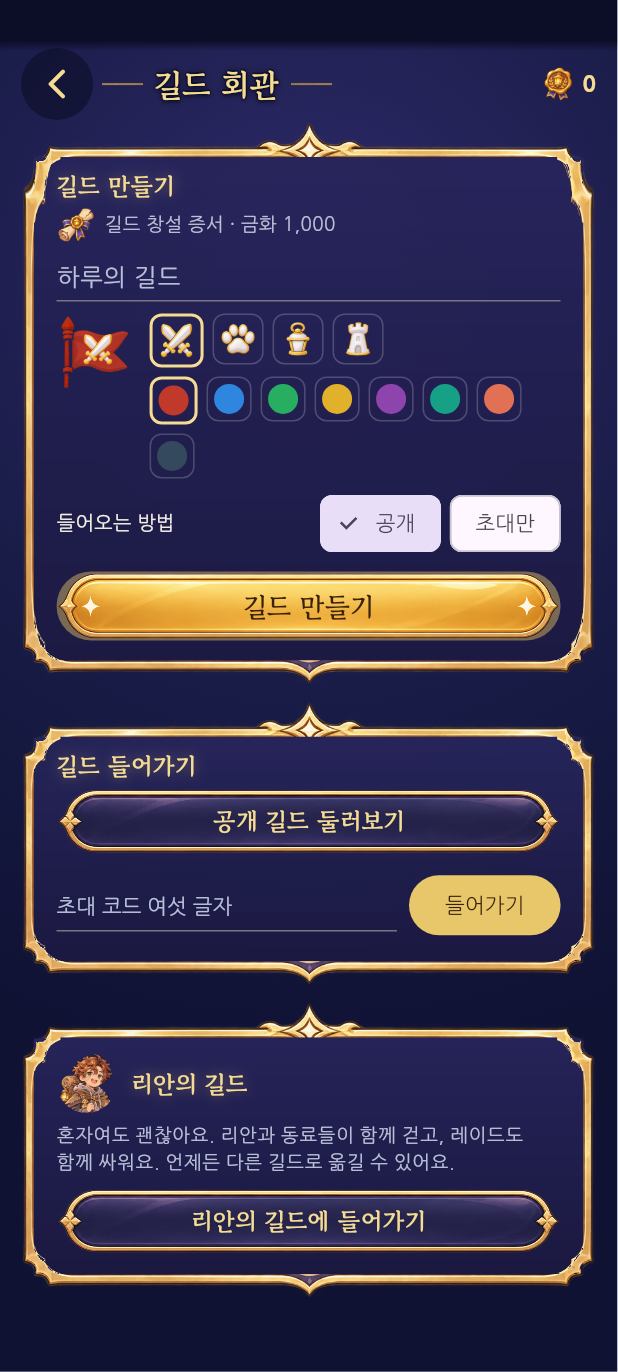 길드 회관
0
길드 만들기
길드 창설 증서 · 금화 1,000
하루의 길드
들어오는 방법
공개
초대만
길드 만들기
길드 들어가기
공개 길드 둘러보기
초대 코드 여섯 글자
들어가기
리안의 길드
혼자여도 괜찮아요. 리안과 동료들이 함께 걷고, 레이드도
함께 싸워요. 언제든 다른 길드로 옮길 수 있어요.
리안의 길드에 들어가기